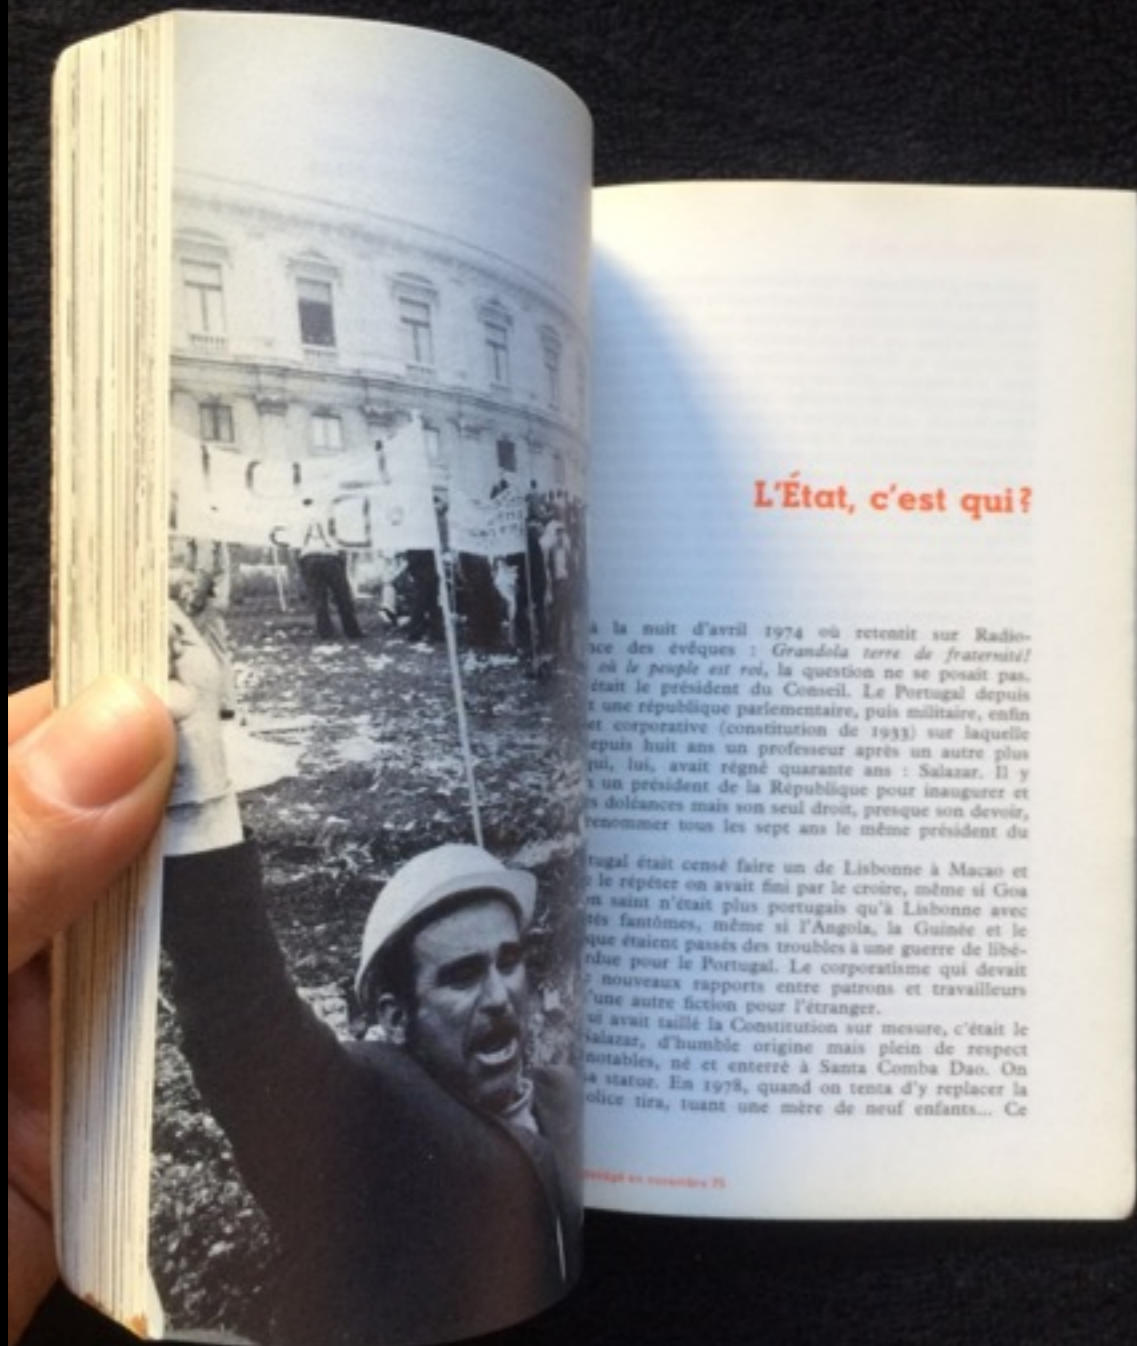 L'État, c'est qui?
à la nuit d'avril 1974 où retentit sur Radio-
nce des évêques : Grandola terre de fraternité!
où le peuple est roi, la question ne se posait pas.
était le président du Conseil. Le Portugal depuis
une république parlementaire, puis militaire, enfin
et corporative (constitution de 1933) sur laquelle
epuis huit ans un professeur après un autre plus
qui, lui, avait régné quarante ans : Salazar. Il y
un président de la République pour inaugurer et
s doléances mais son seul droit, presque son devoir,
renommer tous les sept ans le même président du
tugal était censé faire un de Lisbonne à Macao et
le répéter on avait fini par le croire, même si Goa
n saint n'était plus portugais qu'à Lisbonne avec
tés fantômes, même si l'Angola, la Guinée et le
que étaient passés des troubles à une guerre de libé-
rdue pour le Portugal. Le corporatisme qui devait
nouveaux rapports entre patrons et travailleurs
'une autre fiction pour l'étranger.
ui avait taillé la Constitution sur mesure, c'était le
Salazar, d'humble origine mais plein de respect
notables, né et enterré à Santa Comba Dao. On
a statue. En 1978, quand on tenta d'y replacer la
olice tira, tuant une mère de neuf enfants... Ce
en novembre 75